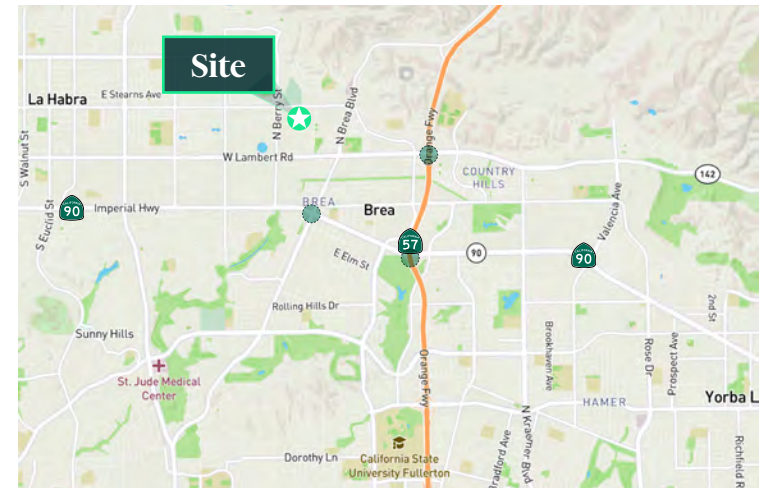 Site
La Habra
E Stearns Ave
N Berry St
N Brea Blvd
Orange Fwy
S Walnut St
W Lambert Rd
COUNTRY
HILLS
142
CALIFORNIA
90
Imperial Hwy
BREA
Brea
Valencia Ave
S Euclid St
CALIFORNIA
57
E Elm St
90
CALIFORNIA
90
Rolling Hills Dr
2nd St
Sunny Hills
Brookhaven Ave
Rose Dr
Prospect Ave
St. Jude Medical
Center
Orange Fwy
HAMER
Yorba L
N Kraemer Blvd
Bradford Ave
Richfield R
Dorothy Ln
California State
University Fullerton